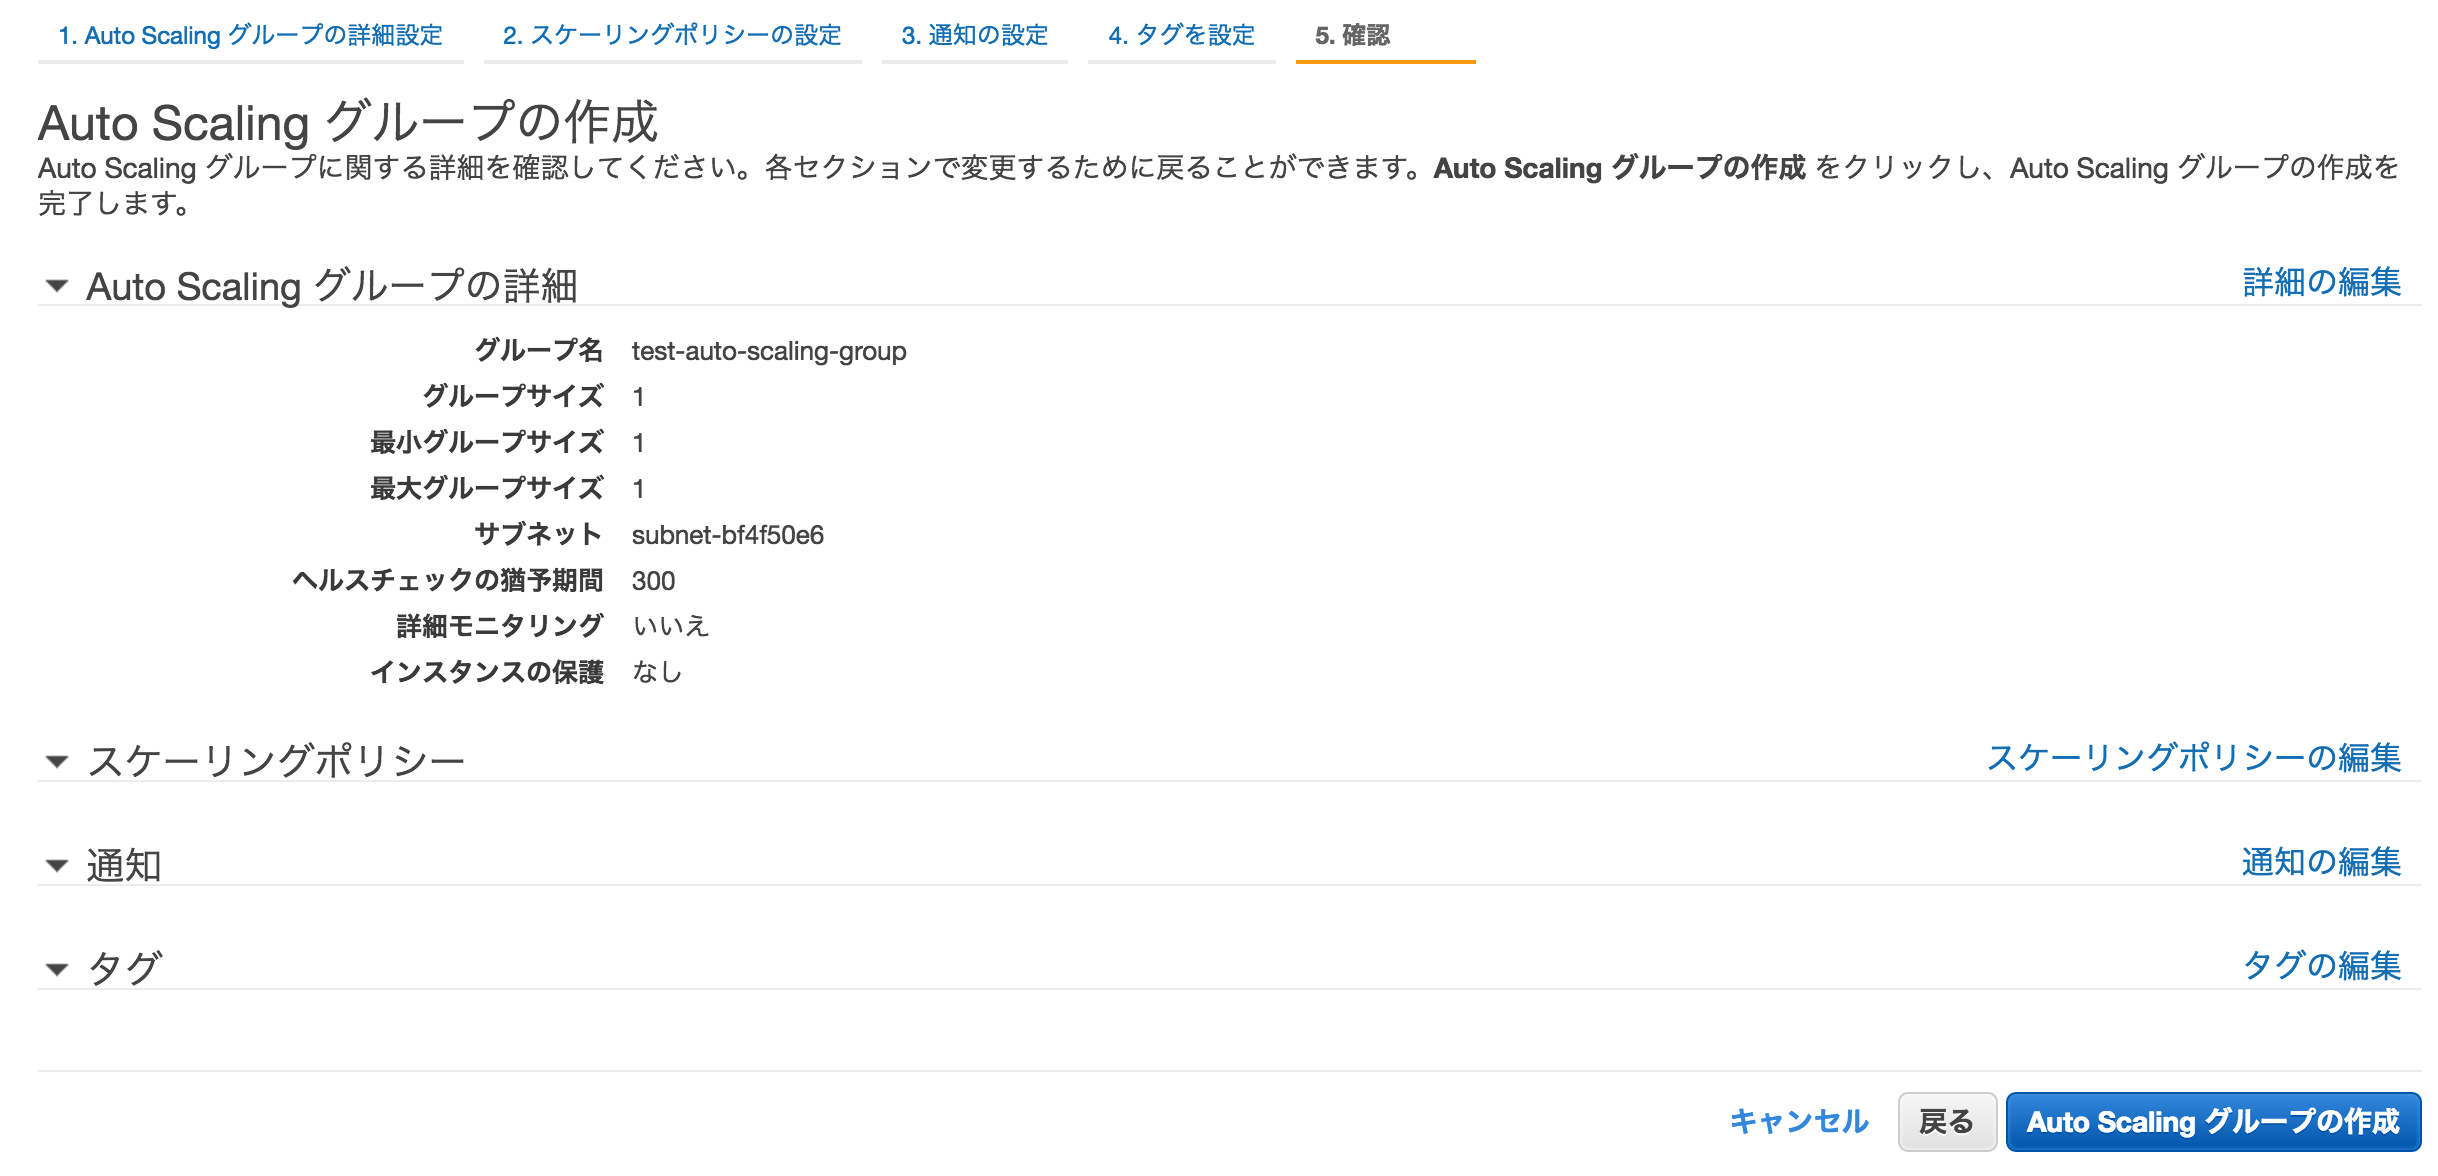 1. Auto Scaling グループの詳細設定 2. スケーリングポリシーの設定 3. 通知の設定 4. タグを設定 5. 確認
Auto Scaling グループの作成
Auto Scaling グループに関する詳細を確認してください。各セクションで変更するために戻ることができます。Auto Scaling グループの作成 をクリックし、Auto Scaling グループの作成を
完了します。
Auto Scaling グループの詳細 詳細の編集
グループ名 test-auto-scaling-group
グループサイズ 1
最小グループサイズ 1
最大グループサイズ 1
サブネット subnet-bf4f50e6
ヘルスチェックの猶予期間 300
詳細モニタリング いいえ
インスタンスの保護 なし
スケーリングポリシー スケーリングポリシーの編集
通知 通知の編集
タグ タグの編集
キャンセル 戻る Auto Scaling グループの作成